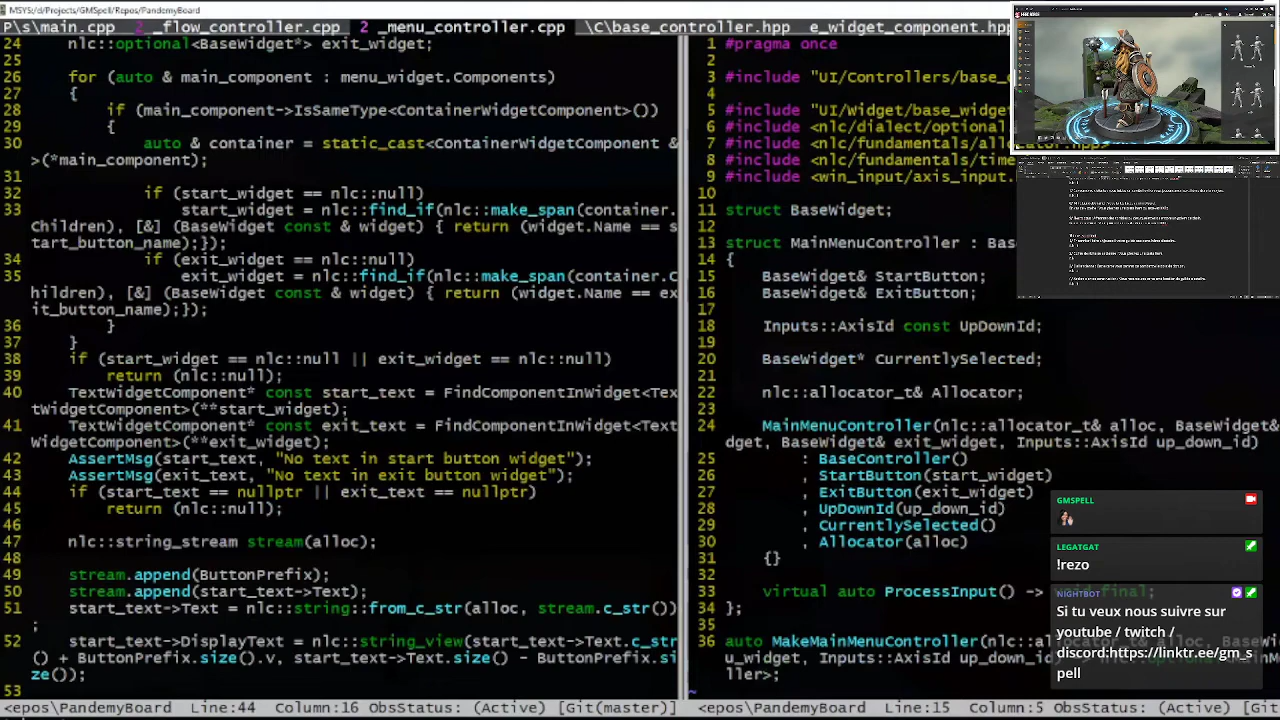 MSYS:/d/Projects/GMSpell/Repos/PandemyBoard
P\s\main.cpp 2 _flow_controller.cpp 2 _menu_controller.cpp \C\base_controller.hpp e_widget_component.hpp
24 nlc::optional<BaseWidget*> exit_widget;
25
26 for (auto & main_component : menu_widget.Components)
27 {
28 if (main_component->IsSameType<ContainerWidgetComponent>())
29 {
30 auto & container = static_cast<ContainerWidgetComponent &
>(*main_component);
31
32 if (start_widget == nlc::null)
33 start_widget = nlc::find_if(nlc::make_span(container.
Children), [&] (BaseWidget const & widget) { return (widget.Name == s
tart_button_name);});
34 if (exit_widget == nlc::null)
35 exit_widget = nlc::find_if(nlc::make_span(container.C
hildren), [&] (BaseWidget const & widget) { return (widget.Name == ex
it_button_name);});
36 }
37 }
38 if (start_widget == nlc::null || exit_widget == nlc::null)
39 return (nlc::null);
40 TextWidgetComponent* const start_text = FindComponentInWidget<Tex
tWidgetComponent>(**start_widget);
41 TextWidgetComponent* const exit_text = FindComponentInWidget<Text
WidgetComponent>(**exit_widget);
42 AssertMsg(start_text, "No text in start button widget");
43 AssertMsg(exit_text, "No text in exit button widget");
44 if (start_text == nullptr || exit_text == nullptr)
45 return (nlc::null);
46
47 nlc::string_stream stream(alloc);
48
49 stream.append(ButtonPrefix);
50 stream.append(start_text->Text);
51 start_text->Text = nlc::string::from_c_str(alloc, stream.c_str())
;
52 start_text->DisplayText = nlc::string_view(start_text->Text.c_str
() + ButtonPrefix.size().v, start_text->Text.size() - ButtonPrefix.si
ze());
53
<epos\PandemyBoard Line:44 Column:16 ObsStatus: (Active) [Git(master)]
1 #pragma once
2
3 #include "UI/Controllers/base_c
4
5 #include "UI/Widget/base_widget
6 #include <nlc/dialect/optional
7 #include <nlc/fundamentals/allocator.hpp>
8 #include <nlc/fundamentals/time
9 #include <win_input/axis_input.
10
11 struct BaseWidget;
12
13 struct MainMenuController : Bas
14 {
15 BaseWidget& StartButton;
16 BaseWidget& ExitButton;
17
18 Inputs::AxisId const UpDownId;
19
20 BaseWidget* CurrentlySelected;
21
22 nlc::allocator_t& Allocator;
23
24 MainMenuController(nlc::allocator_t& alloc, BaseWidget& 
dget, BaseWidget& exit_widget, Inputs::AxisId up_down_id)
25 : BaseController()
26 , StartButton(start_widget)
27 , ExitButton(exit_widget)
28 , UpDownId(up_down_id)
29 , CurrentlySelected()
30 , Allocator(alloc)
31 {}
32
33 virtual auto ProcessInput() -> void final;
34 };
35
36 auto MakeMainMenuController(nlc::allocator_t& alloc, BaseWid
u_widget, Inputs::AxisId up_down_id) -> nlc::optional<MainM
ller>;
~
<epos\PandemyBoard Line:15 Column:5 ObsStatus: (Active) [Git
GMSPELL
LEGATGAT
!rezo
NIGHTBOT
Si tu veux nous suivre sur
youtube / twitch /
discord:https://linktr.ee/gm_s
pell